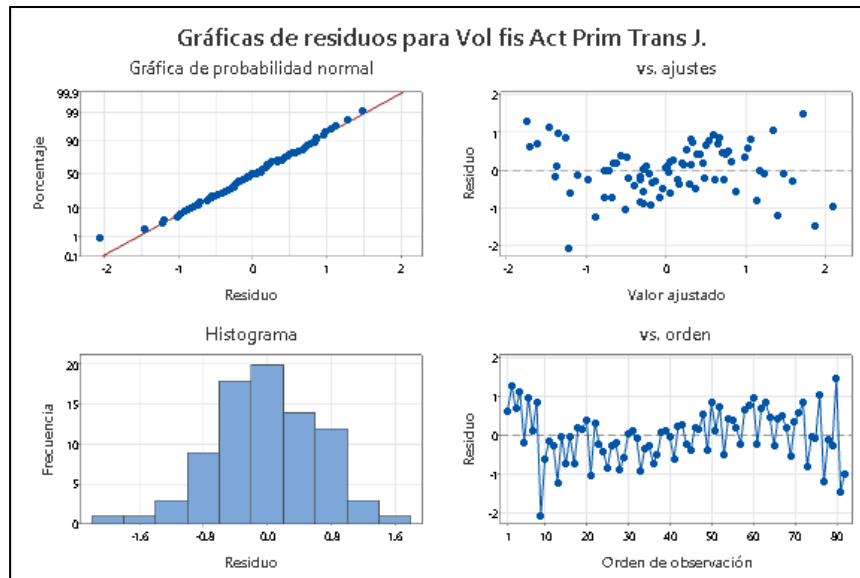 Gráficas de residuos para Vol fis Act Prim Trans J.
Gráfica de probabilidad normal
99.9
99
90
50
10
1
0.1
Porcentaje
-2 -1 0 1 2
Residuo
vs. ajustes
2
1
0
-1
-2
Residuo
-2 -1 0 1 2
Valor ajustado
Histograma
20
15
10
5
0
Frecuencia
-1.6 -0.8 0.0 0.8 1.6
Residuo
vs. orden
2
1
0
-1
-2
Residuo
1 10 20 30 40 50 60 70 80
Orden de observación